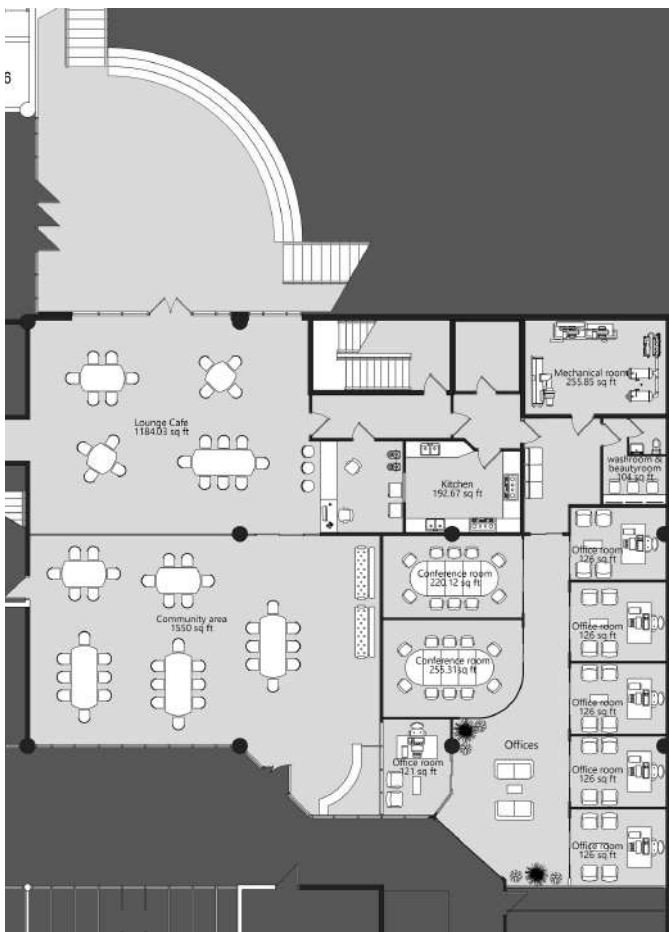 6
Mechanical room
255.85 sq ft
Lounge Cafe
1184.03 sq ft
washroom &
beautyroom
104 sq ft
Kitchen
192.67 sq ft
Office room
126 sq ft
Conference room
220.12 sq ft
Community area
1550 sq ft
Office room
126 sq ft
Conference room
255.31 sq ft
Office room
126 sq ft
Offices
Office room
121 sq ft
Office room
126 sq ft
Office room
126 sq ft